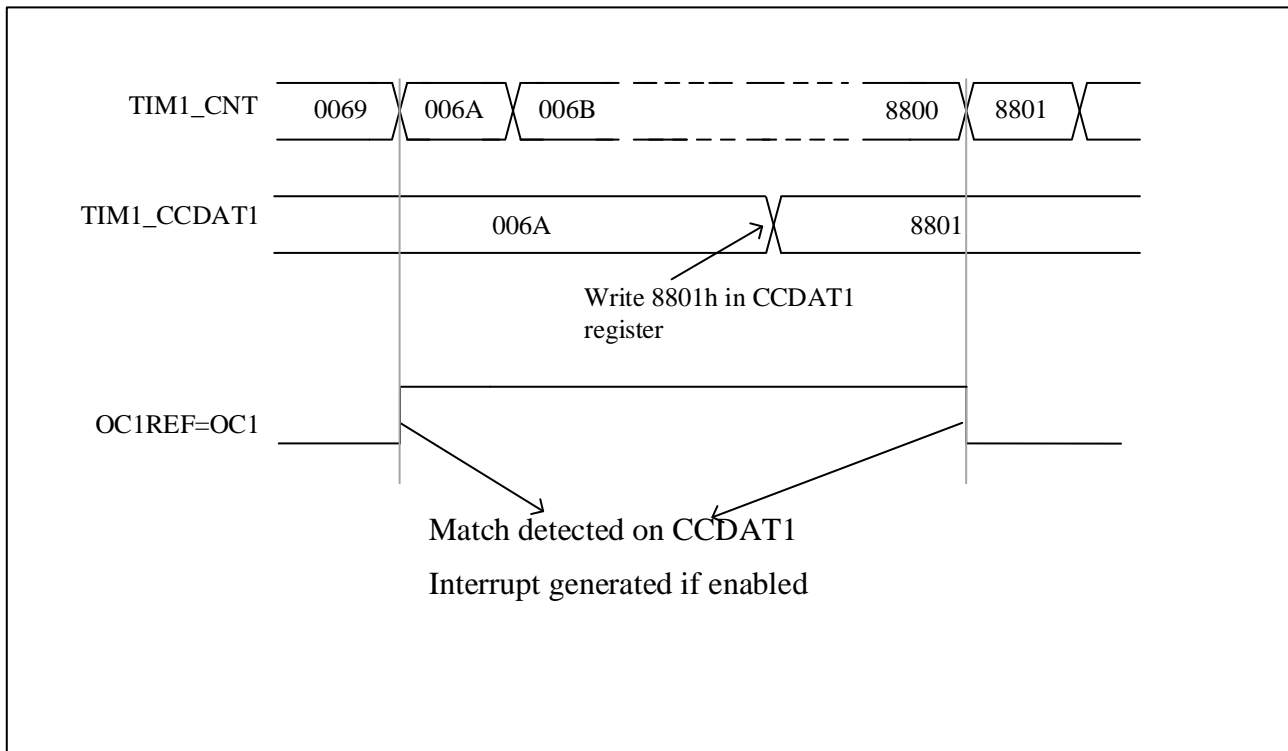 TIM1_CNT 0069 006A 006B 8800 8801
TIM1_CCDAT1 006A 8801
Write 8801h in CCDAT1
register
OC1REF=OC1
Match detected on CCDAT1
Interrupt generated if enabled